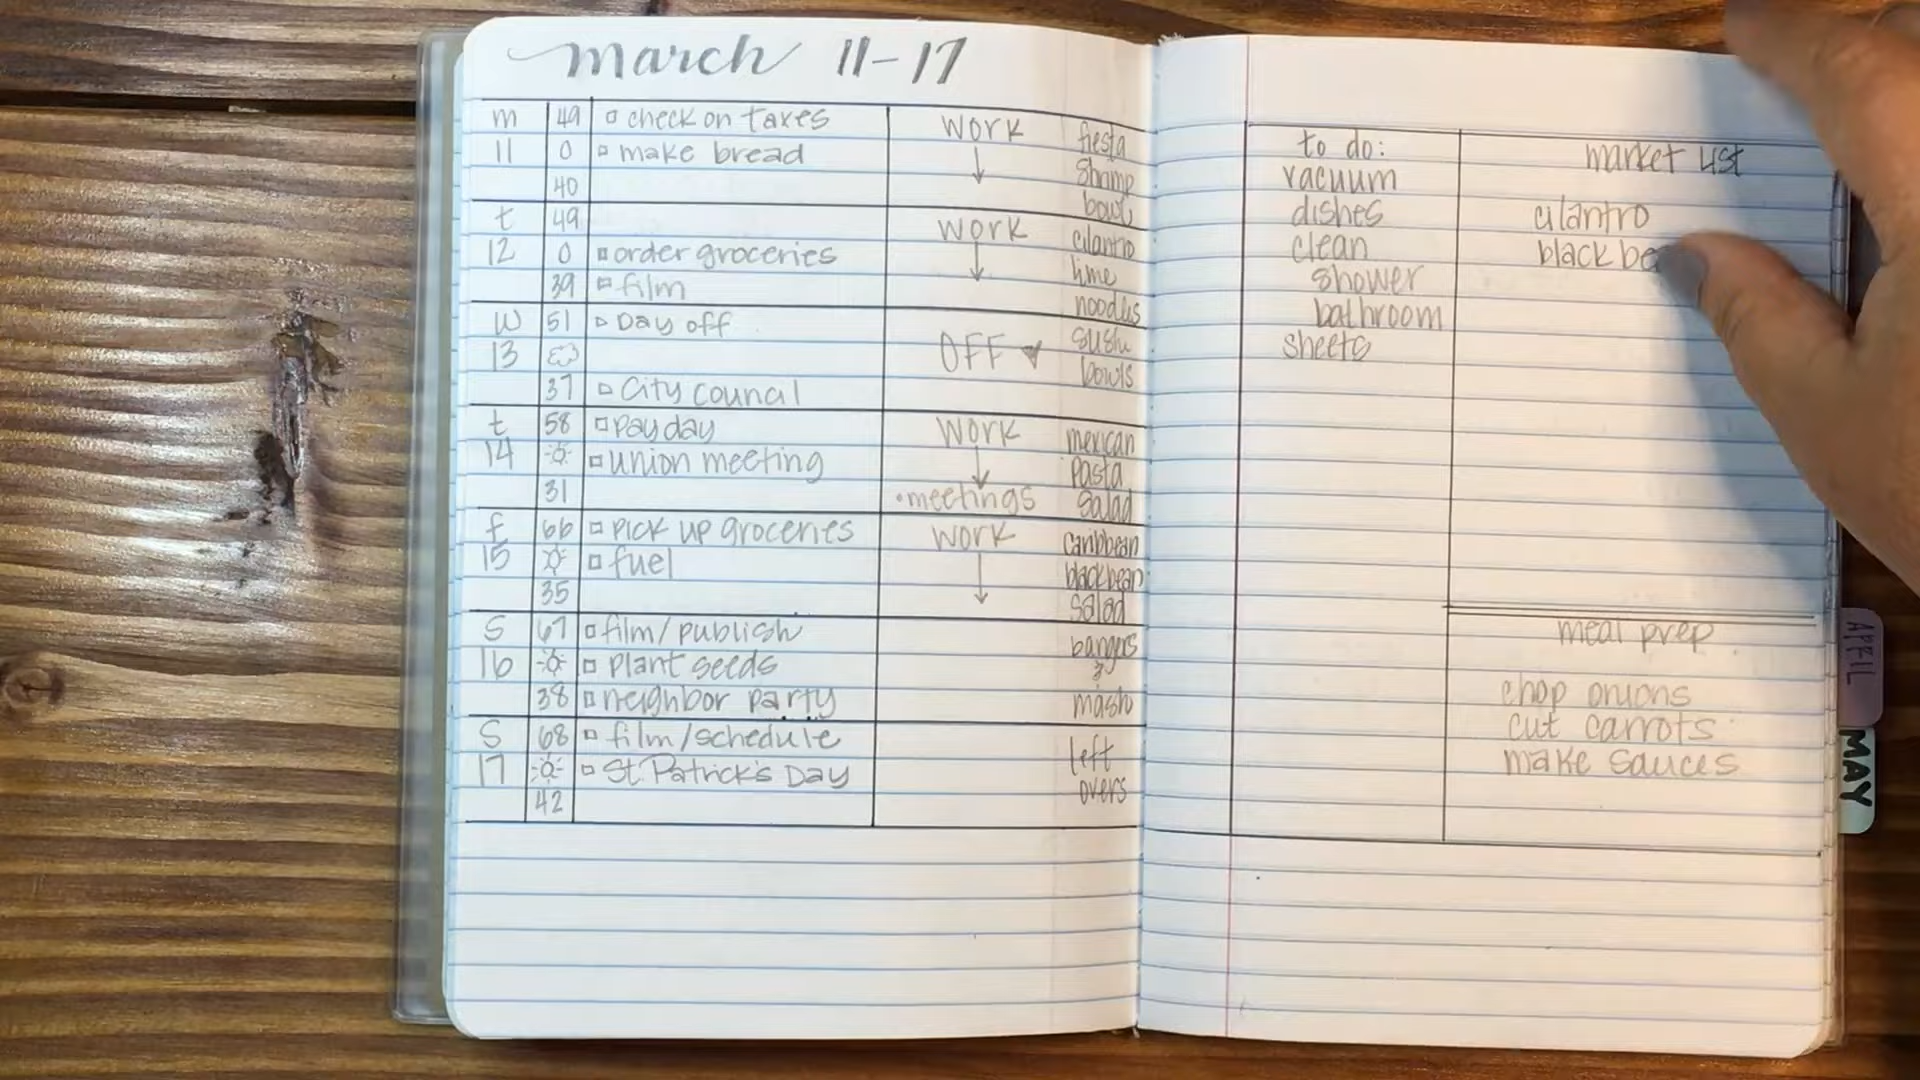 march 11-17
m 49 check on taxes work fiesta
11 0 make bread shrimp
40 bowl
t 49 work cilantro
12 0 order groceries lime
39 film noodles
W 51 Day off OFF sushi
13 bowls
37 City council
t 58 payday work mexican
14 union meeting pasta
31 •meetings salad
f 66 pick up groceries work caribbean
15 fuel blackbean
35 salad
S 67 film/publish bangers
16 plant seeds &
38 neighbor party mash
S 68 film/schedule left
17 St. Patrick's Day overs
42
to do:
vacuum
dishes
clean
shower
bathroom
sheets
market list
cilantro
black be
meal prep
chop onions
cut carrots
make sauces
APRIL
MAY